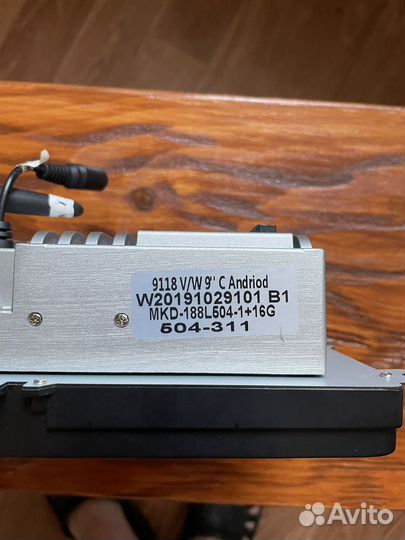 9118 V/W 9" C Andriod
W20191029101 B1
MKD-188L504-1+16G
504-311
Avito